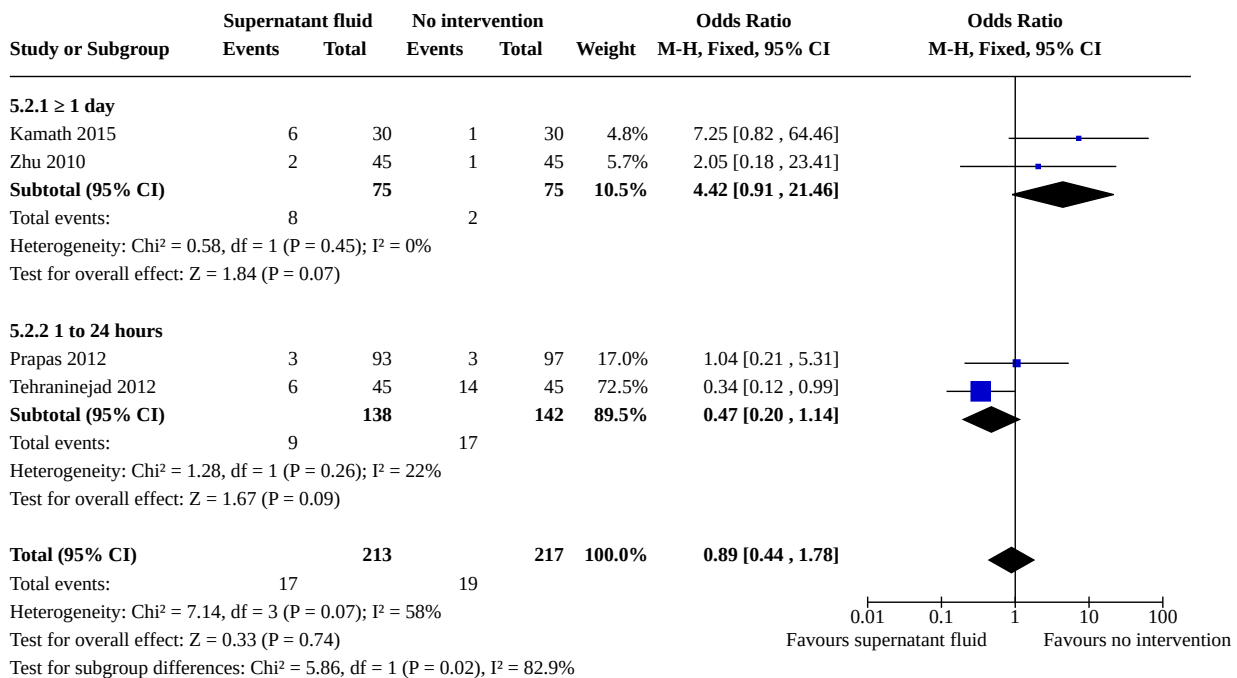 Supernatant fluid No intervention Odds Ratio Odds Ratio
Study or Subgroup Events Total Events Total Weight M-H, Fixed, 95% CI M-H, Fixed, 95% CI
5.2.1 ≥ 1 day
Kamath 2015 6 30 1 30 4.8% 7.25 [0.82 , 64.46]
Zhu 2010 2 45 1 45 5.7% 2.05 [0.18 , 23.41]
Subtotal (95% CI) 75 75 10.5% 4.42 [0.91 , 21.46]
Total events: 8 2
Heterogeneity: Chi² = 0.58, df = 1 (P = 0.45); I² = 0%
Test for overall effect: Z = 1.84 (P = 0.07)
5.2.2 1 to 24 hours
Prapas 2012 3 93 3 97 17.0% 1.04 [0.21 , 5.31]
Tehraninejad 2012 6 45 14 45 72.5% 0.34 [0.12 , 0.99]
Subtotal (95% CI) 138 142 89.5% 0.47 [0.20 , 1.14]
Total events: 9 17
Heterogeneity: Chi² = 1.28, df = 1 (P = 0.26); I² = 22%
Test for overall effect: Z = 1.67 (P = 0.09)
Total (95% CI) 213 217 100.0% 0.89 [0.44 , 1.78]
Total events: 17 19
Heterogeneity: Chi² = 7.14, df = 3 (P = 0.07); I² = 58%
0.01 0.1 1 10 100
Test for overall effect: Z = 0.33 (P = 0.74)
Favours supernatant fluid Favours no intervention
Test for subgroup differences: Chi² = 5.86, df = 1 (P = 0.02), I² = 82.9%